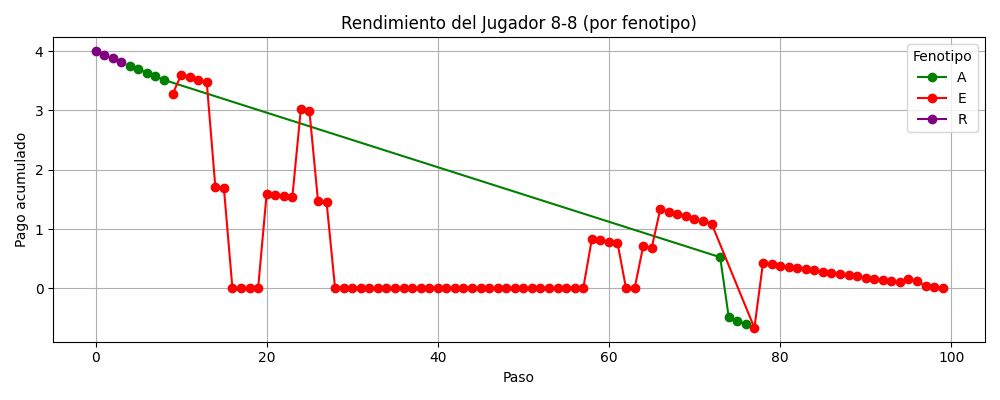 Rendimiento del Jugador 8-8 (por fenotipo)
Pago acumulado
4
3
2
1
0
0
20
40
60
80
100
Paso
Fenotipo
A
E
R